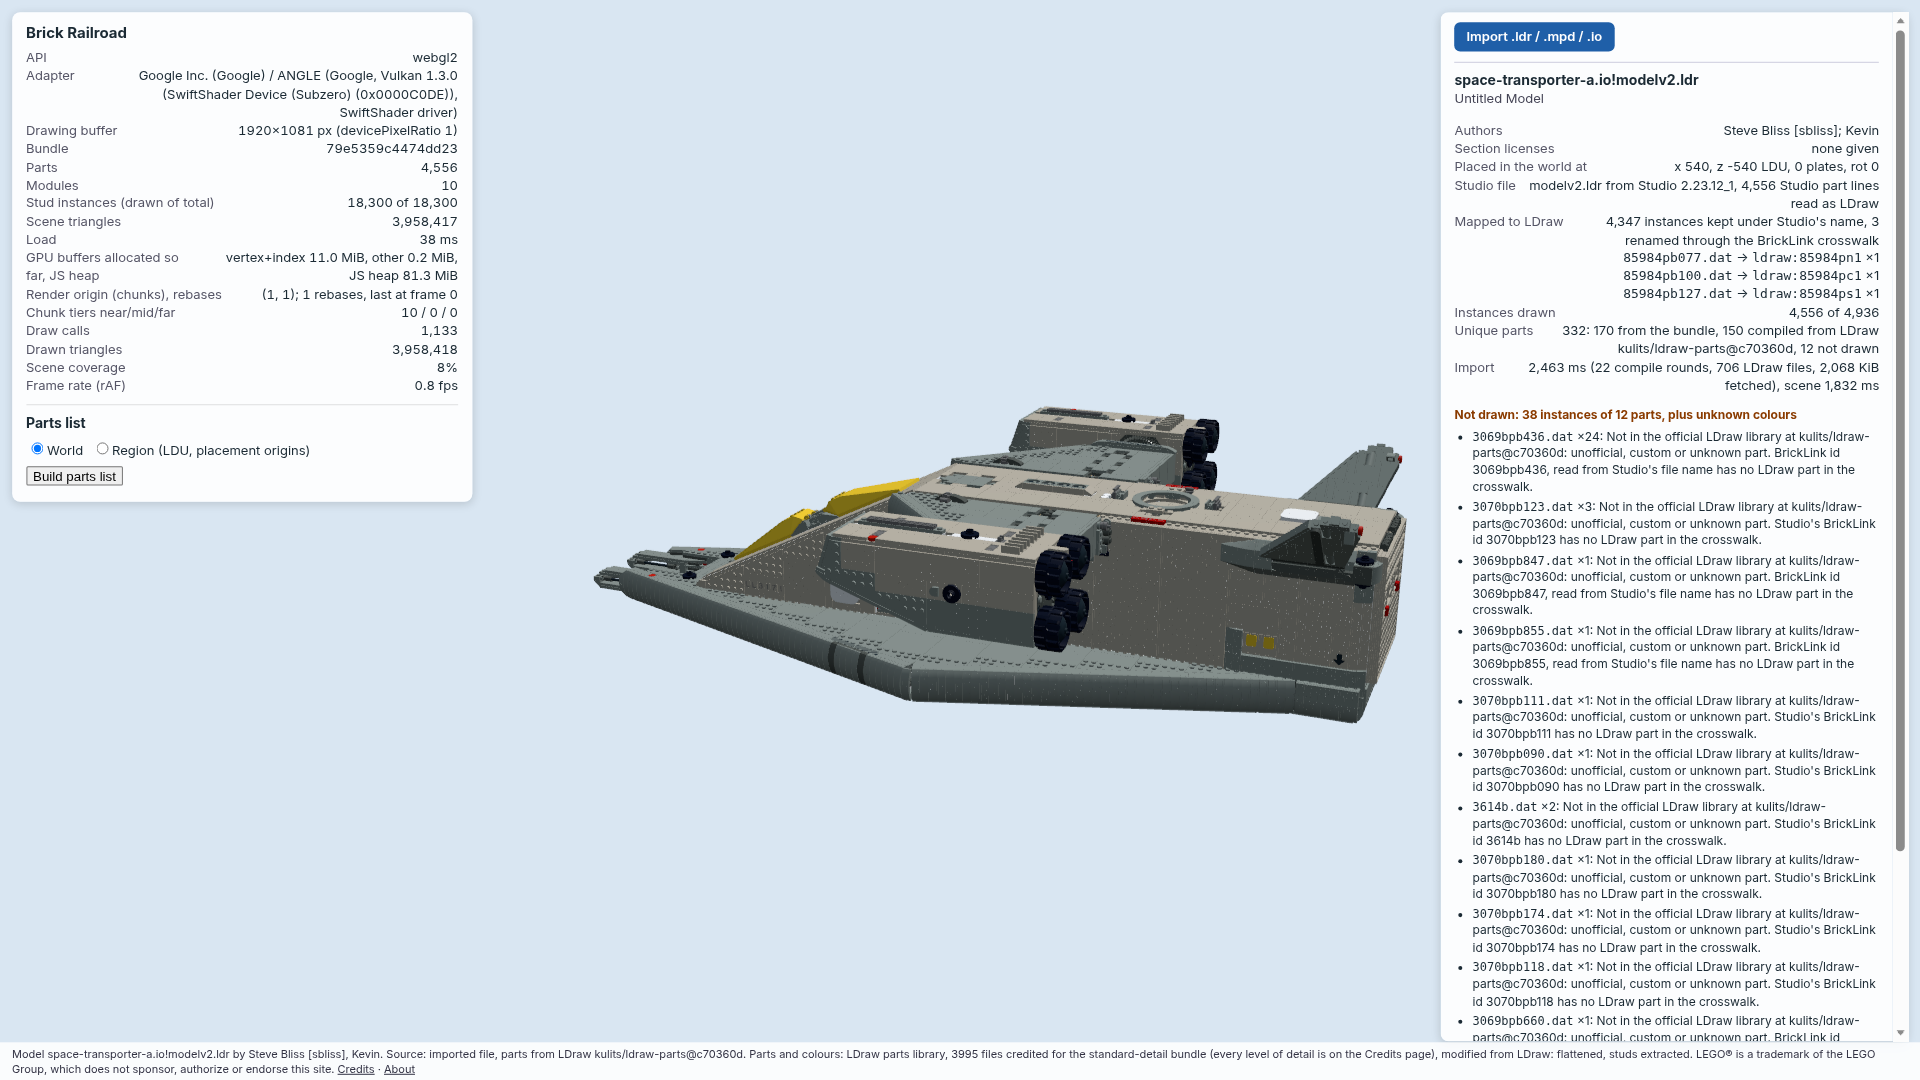 Brick Railroad
API webgl2
Adapter Google Inc. (Google) / ANGLE (Google, Vulkan 1.3.0
(SwiftShader Device (Subzero) (0x0000C0DE)),
SwiftShader driver)
Drawing buffer 1920×1081 px (devicePixelRatio 1)
Bundle 79e5359c4474dd23
Parts 4,556
Modules 10
Stud instances (drawn of total) 18,300 of 18,300
Scene triangles 3,958,417
Load 38 ms
GPU buffers allocated so vertex+index 11.0 MiB, other 0.2 MiB,
far, JS heap JS heap 81.3 MiB
Render origin (chunks), rebases (1, 1); 1 rebases, last at frame 0
Chunk tiers near/mid/far 10 / 0 / 0
Draw calls 1,133
Drawn triangles 3,958,418
Scene coverage 8%
Frame rate (rAF) 0.8 fps
Parts list
World Region (LDU, placement origins)
Build parts list
Import .ldr / .mpd / .io
space-transporter-a.io!modelv2.ldr
Untitled Model
Authors Steve Bliss [sbliss]; Kevin
Section licenses none given
Placed in the world at x 540, z -540 LDU, 0 plates, rot 0
Studio file modelv2.ldr from Studio 2.23.12_1, 4,556 Studio part lines
read as LDraw
Mapped to LDraw 4,347 instances kept under Studio's name, 3
renamed through the BrickLink crosswalk
85984pb077.dat → ldraw:85984pn1 ×1
85984pb100.dat → ldraw:85984pc1 ×1
85984pb127.dat → ldraw:85984ps1 ×1
Instances drawn 4,556 of 4,936
Unique parts 332: 170 from the bundle, 150 compiled from LDraw
kulits/ldraw-parts@c70360d, 12 not drawn
Import 2,463 ms (22 compile rounds, 706 LDraw files, 2,068 KiB
fetched), scene 1,832 ms
Not drawn: 38 instances of 12 parts, plus unknown colours
• 3069bpb436.dat ×24: Not in the official LDraw library at kulits/ldraw-
parts@c70360d: unofficial, custom or unknown part. BrickLink id
3069bpb436, read from Studio's file name has no LDraw part in the
crosswalk.
• 3070bpb123.dat ×3: Not in the official LDraw library at kulits/ldraw-
parts@c70360d: unofficial, custom or unknown part. Studio's BrickLink
id 3070bpb123 has no LDraw part in the crosswalk.
• 3069bpb847.dat ×1: Not in the official LDraw library at kulits/ldraw-
parts@c70360d: unofficial, custom or unknown part. BrickLink id
3069bpb847, read from Studio's file name has no LDraw part in the
crosswalk.
• 3069bpb855.dat ×1: Not in the official LDraw library at kulits/ldraw-
parts@c70360d: unofficial, custom or unknown part. BrickLink id
3069bpb855, read from Studio's file name has no LDraw part in the
crosswalk.
• 3070bpb111.dat ×1: Not in the official LDraw library at kulits/ldraw-
parts@c70360d: unofficial, custom or unknown part. Studio's BrickLink
id 3070bpb111 has no LDraw part in the crosswalk.
• 3070bpb090.dat ×1: Not in the official LDraw library at kulits/ldraw-
parts@c70360d: unofficial, custom or unknown part. Studio's BrickLink
id 3070bpb090 has no LDraw part in the crosswalk.
• 3614b.dat ×2: Not in the official LDraw library at kulits/ldraw-
parts@c70360d: unofficial, custom or unknown part. Studio's BrickLink
id 3614b has no LDraw part in the crosswalk.
• 3070bpb180.dat ×1: Not in the official LDraw library at kulits/ldraw-
parts@c70360d: unofficial, custom or unknown part. Studio's BrickLink
id 3070bpb180 has no LDraw part in the crosswalk.
• 3070bpb174.dat ×1: Not in the official LDraw library at kulits/ldraw-
parts@c70360d: unofficial, custom or unknown part. Studio's BrickLink
id 3070bpb174 has no LDraw part in the crosswalk.
• 3070bpb118.dat ×1: Not in the official LDraw library at kulits/ldraw-
parts@c70360d: unofficial, custom or unknown part. Studio's BrickLink
id 3070bpb118 has no LDraw part in the crosswalk.
• 3069bpb660.dat ×1: Not in the official LDraw library at kulits/ldraw-
parts@c70360d: unofficial, custom or unknown part. BrickLink id
Model space-transporter-a.io!modelv2.ldr by Steve Bliss [sbliss], Kevin. Source: imported file, parts from LDraw kulits/ldraw-parts@c70360d. Parts and colours: LDraw parts library, 3995 files credited for the standard-detail bundle (every level of detail is on the Credits page), modified from LDraw: flattened, studs extracted. LEGO® is a trademark of the LEGO
Group, which does not sponsor, authorize or endorse this site. Credits · About